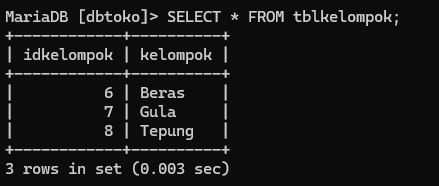 MariaDB [dbtoko]> SELECT * FROM tblkelompok;
+------------+----------+
| idkelompok | kelompok |
+------------+----------+
|          6 | Beras    |
|          7 | Gula     |
|          8 | Tepung   |
+------------+----------+
3 rows in set (0.003 sec)